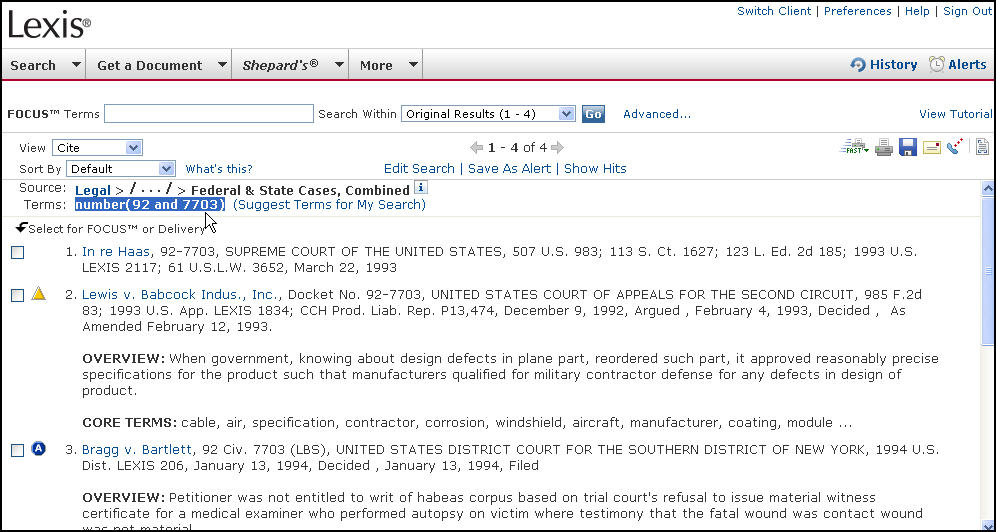 Switch Client | Preferences | Help | Sign Out
Lexis®
Search Get a Document Shepard's® More History Alerts
FOCUS™ Terms Search Within Original Results (1 - 4) Go Advanced... View Tutorial
View Cite 1 - 4 of 4 FAST
Sort By Default What's this? Edit Search | Save As Alert | Show Hits
Source: Legal > / · · · / > Federal & State Cases, Combined i
Terms: number(92 and 7703) (Suggest Terms for My Search)
Select for FOCUS™ or Delivery
1. In re Haas, 92-7703, SUPREME COURT OF THE UNITED STATES, 507 U.S. 983; 113 S. Ct. 1627; 123 L. Ed. 2d 185; 1993 U.S.
LEXIS 2117; 61 U.S.L.W. 3652, March 22, 1993
2. Lewis v. Babcock Indus., Inc., Docket No. 92-7703, UNITED STATES COURT OF APPEALS FOR THE SECOND CIRCUIT, 985 F.2d
83; 1993 U.S. App. LEXIS 1834; CCH Prod. Liab. Rep. P13,474, December 9, 1992, Argued , February 4, 1993, Decided , As
Amended February 12, 1993.
OVERVIEW: When government, knowing about design defects in plane part, reordered such part, it approved reasonably precise
specifications for the product such that manufacturers qualified for military contractor defense for any defects in design of
product.
CORE TERMS: cable, air, specification, contractor, corrosion, windshield, aircraft, manufacturer, coating, module ...
A 3. Bragg v. Bartlett, 92 Civ. 7703 (LBS), UNITED STATES DISTRICT COURT FOR THE SOUTHERN DISTRICT OF NEW YORK, 1994 U.S.
Dist. LEXIS 206, January 13, 1994, Decided , January 13, 1994, Filed
OVERVIEW: Petitioner was not entitled to writ of habeas corpus based on trial court's refusal to issue material witness
certificate for a medical examiner who performed autopsy on victim where testimony that the fatal wound was contact wound
was not material